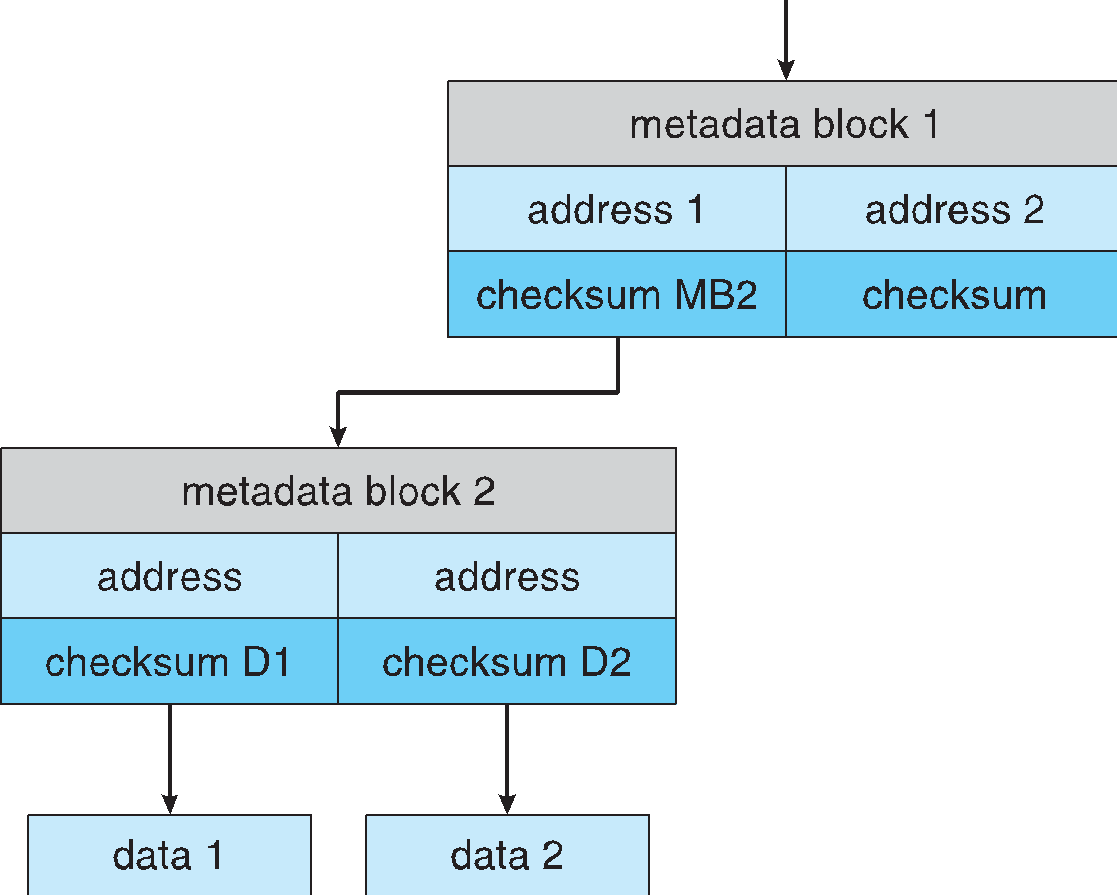 metadata block 1
address 1
address 2
checksum MB2
checksum
metadata block 2
address
address
checksum D1
checksum D2
data 1
data 2